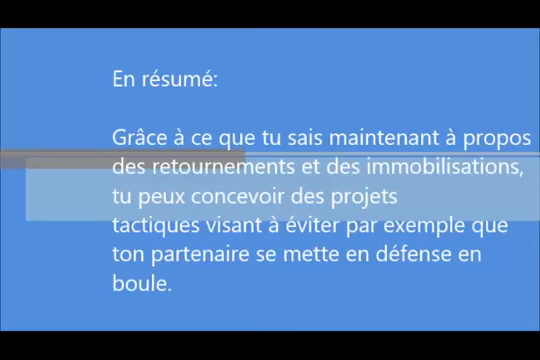 En résumé:
Grâce à ce que tu sais maintenant à propos
des retournements et des immobilisations,
tu peux concevoir des projets
tactiques visant à éviter par exemple que
ton partenaire se mette en défense en
boule.